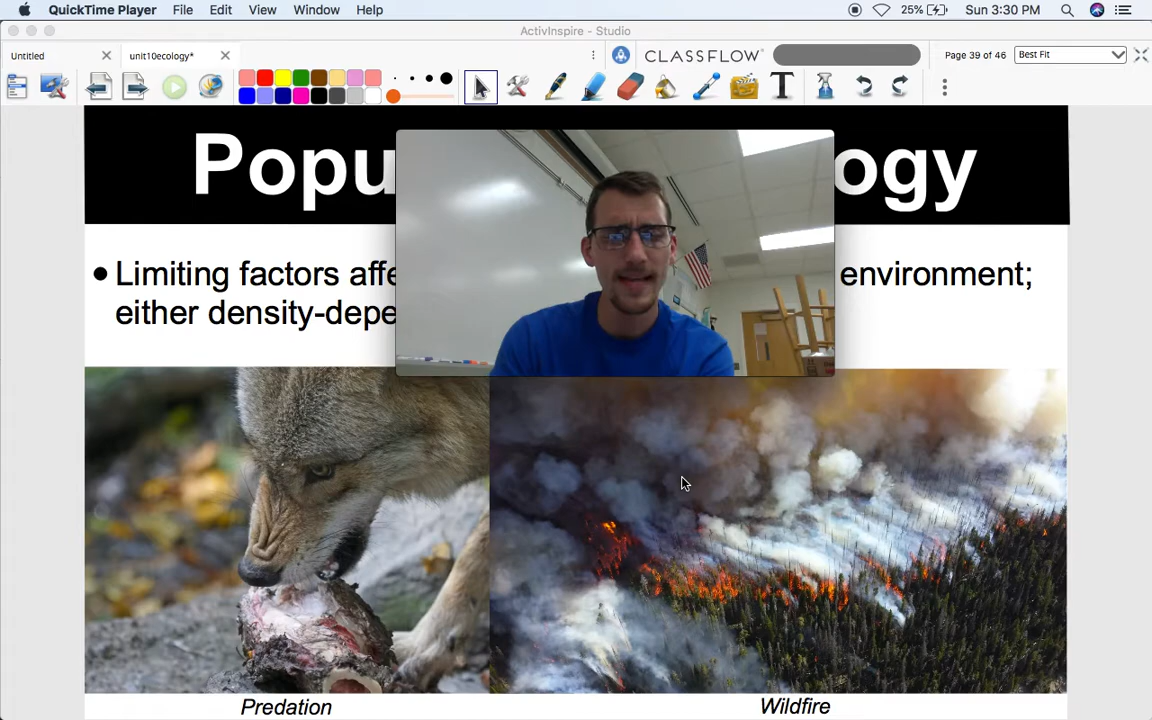 QuickTime Player File Edit View Window Help 25% Sun 3:30 PM
ActivInspire - Studio
Untitled unit10ecology* CLASSFLOW Page 39 of 46 Best Fit
T
Popu ogy
• Limiting factors affe environment;
either density-depe
Predation Wildfire